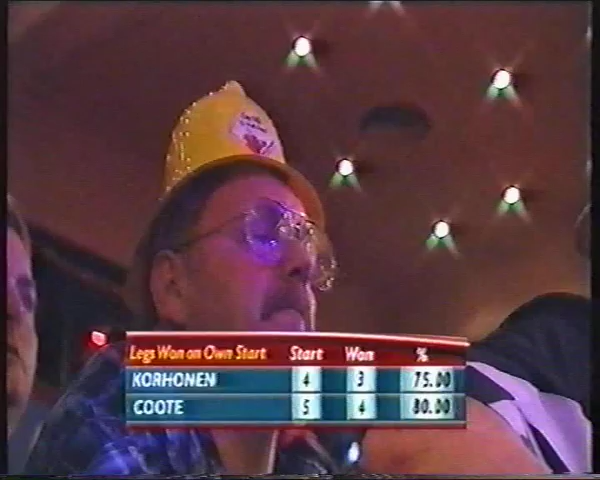 Legs Won on Own Start Start Won %
KORHONEN 4 3 75.00
COOTE 5 4 80.00